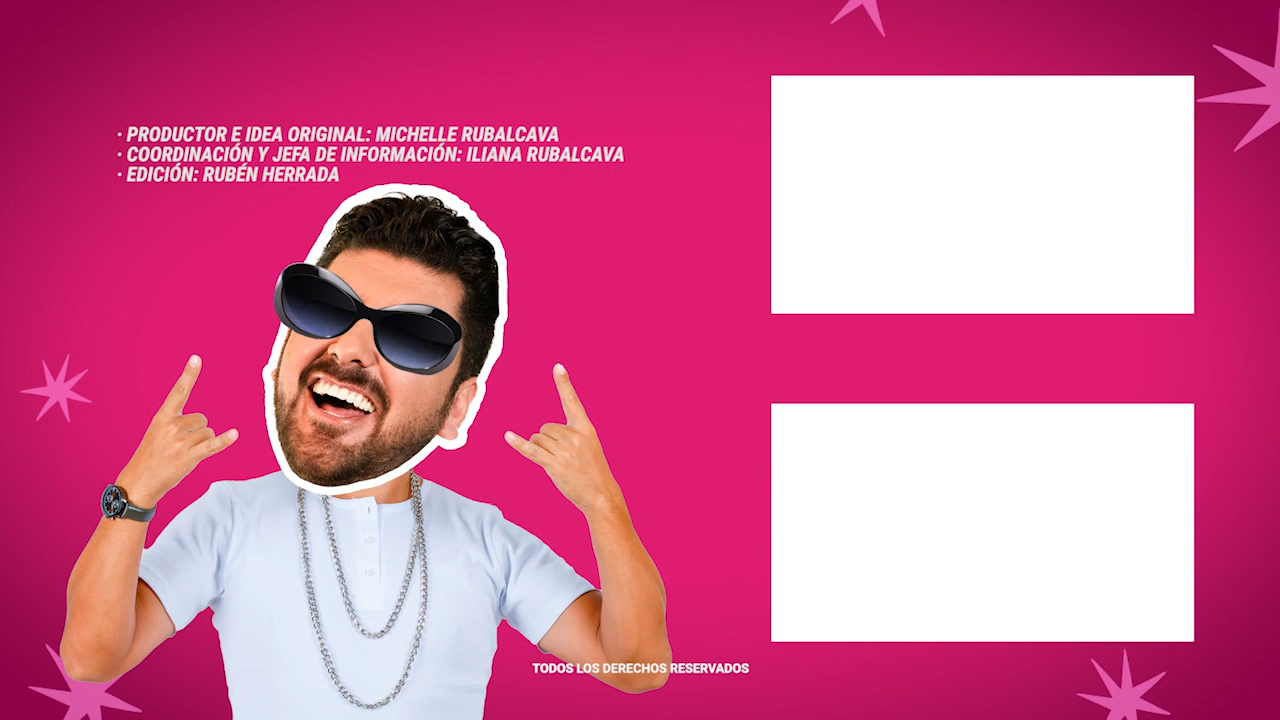 · PRODUCTOR E IDEA ORIGINAL: MICHELLE RUBALCAVA
· COORDINACIÓN Y JEFA DE INFORMACIÓN: ILIANA RUBALCAVA
· EDICIÓN: RUBÉN HERRADA
TODOS LOS DERECHOS RESERVADOS